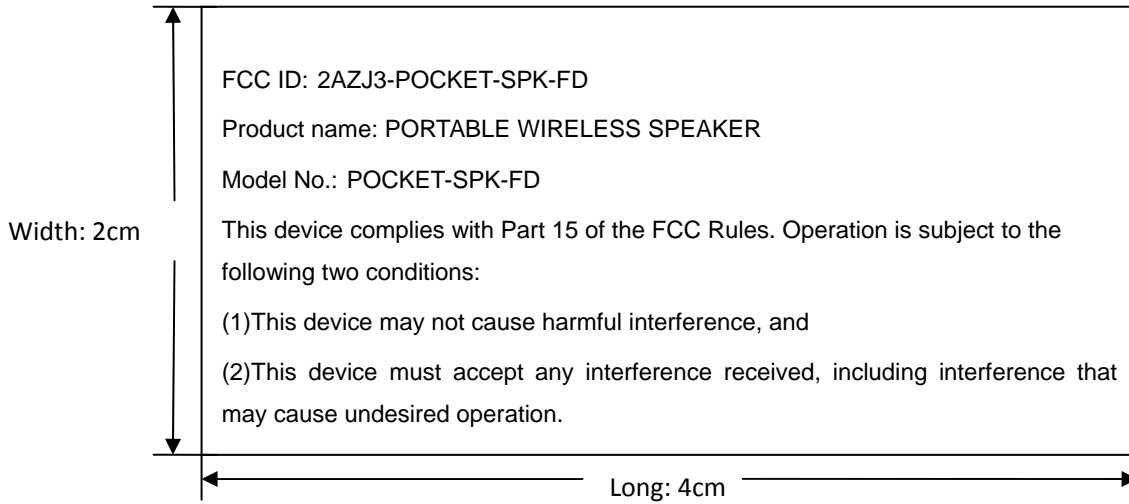 FCC ID: 2AZJ3-POCKET-SPK-FD
Product name: PORTABLE WIRELESS SPEAKER
Model No.: POCKET-SPK-FD
Width: 2cm
This device complies with Part 15 of the FCC Rules. Operation is subject to the
following two conditions:
(1)This device may not cause harmful interference, and
(2)This device must accept any interference received, including interference that
may cause undesired operation.
Long: 4cm